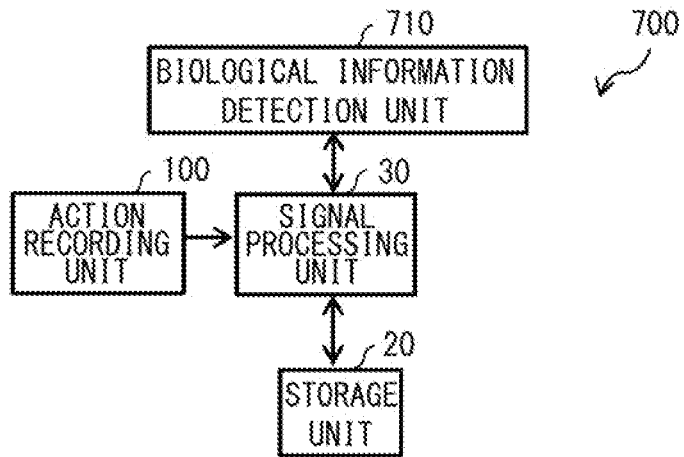 710
700
BIOLOGICAL INFORMATION
DETECTION UNIT
100
30
ACTION
RECORDING
UNIT
SIGNAL
PROCESSING
UNIT
20
STORAGE
UNIT